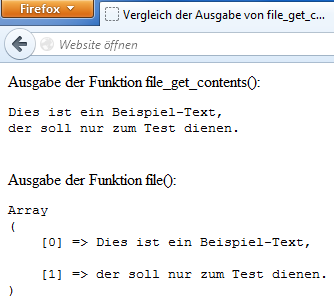 Firefox
Vergleich der Ausgabe von file_get_c...
Website öffnen
Ausgabe der Funktion file_get_contents():
Dies ist ein Beispiel-Text,
der soll nur zum Test dienen.
Ausgabe der Funktion file():
Array
(
[0] => Dies ist ein Beispiel-Text,
[1] => der soll nur zum Test dienen.
)